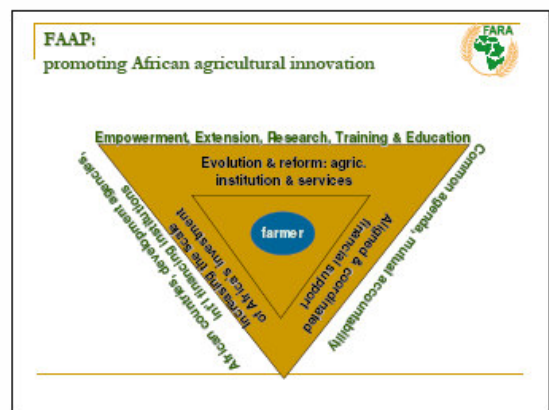 FAAP:
promoting African agricultural innovation
FARA
Empowerment, Extension, Research, Training & Education
Evolution & reform: agric.
institution & services
farmer
Increasing the scale
of Africa's investment
Aligned & coordinated
financial support
African countries, development agencies,
Int'l financing institutions
Common agenda, mutual accountability